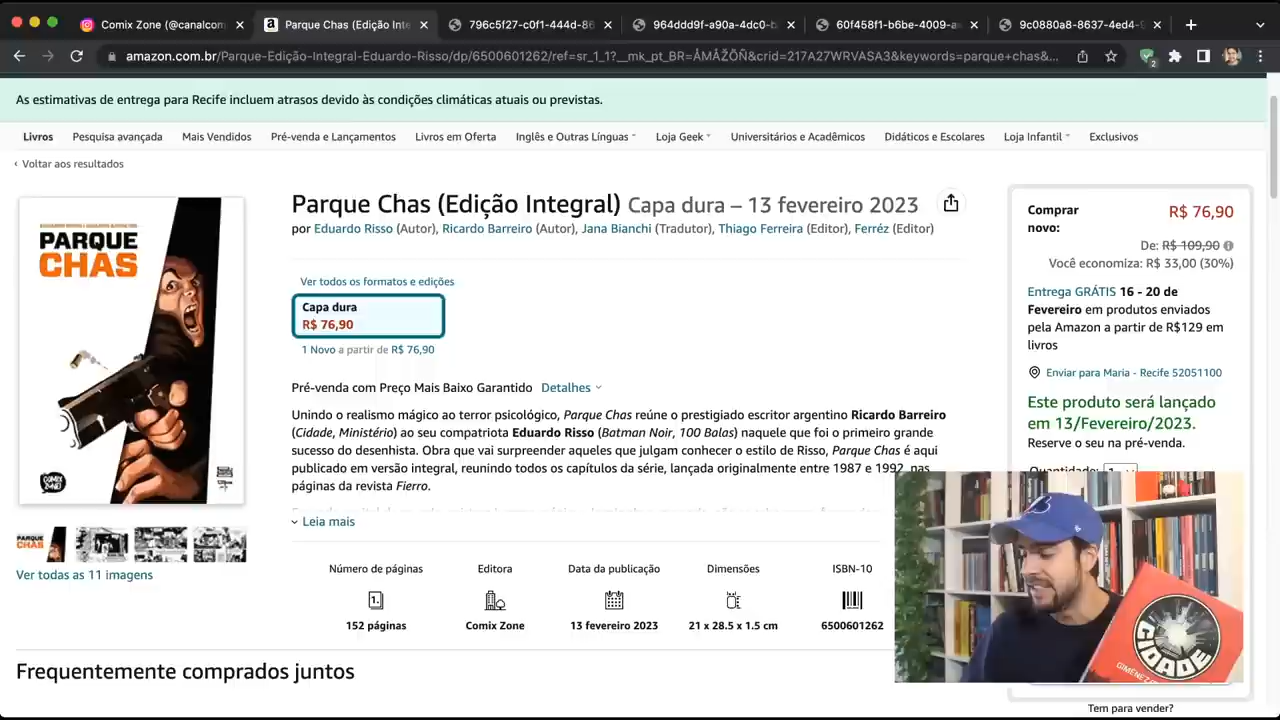 Comix Zone (@canalcom
Parque Chas (Edição Inte
796c5f27-c0f1-444d-86
964ddd9f-a90a-4dc0-b
60f458f1-b6be-4009-a
9c0880a8-8637-4ed4-9
amazon.com.br/Parque-Edição-Integral-Eduardo-Risso/dp/6500601262/ref=sr_1_1?__mk_pt_BR=ÅMÅŽÕÑ&crid=217A27WRVASA3&keywords=parque+chas&...
2
As estimativas de entrega para Recife incluem atrasos devido às condições climáticas atuais ou previstas.
Livros Pesquisa avançada Mais Vendidos Pré-venda e Lançamentos Livros em Oferta Inglês e Outras Línguas Loja Geek Universitários e Acadêmicos Didáticos e Escolares Loja Infantil Exclusivos
‹ Voltar aos resultados
PARQUE
CHAS
COMIX
ZONE!
Parque Chas (Edição Integral) Capa dura – 13 fevereiro 2023
por Eduardo Risso (Autor), Ricardo Barreiro (Autor), Jana Bianchi (Tradutor), Thiago Ferreira (Editor), Ferréz (Editor)
Ver todos os formatos e edições
Capa dura
R$ 76,90
1 Novo a partir de R$ 76,90
Pré-venda com Preço Mais Baixo Garantido Detalhes
Unindo o realismo mágico ao terror psicológico, Parque Chas reúne o prestigiado escritor argentino Ricardo Barreiro
(Cidade, Ministério) ao seu compatriota Eduardo Risso (Batman Noir, 100 Balas) naquele que foi o primeiro grande
sucesso do desenhista. Obra que vai surpreender aqueles que julgam conhecer o estilo de Risso, Parque Chas é aqui
publicado em versão integral, reunindo todos os capítulos da série, lançada originalmente entre 1987 e 1992, nas
páginas da revista Fierro.
Leia mais
PARQUE
CHAS
Ver todas as 11 imagens
Número de páginas
152 páginas
Editora
Comix Zone
Data da publicação
13 fevereiro 2023
Dimensões
21 x 28.5 x 1.5 cm
ISBN-10
6500601262
Frequentemente comprados juntos
Comprar
novo:
R$ 76,90
De: R$ 109,90
Você economiza: R$ 33,00 (30%)
Entrega GRÁTIS 16 - 20 de
Fevereiro em produtos enviados
pela Amazon a partir de R$129 em
livros
Enviar para Maria - Recife 52051100
Este produto será lançado
em 13/Fevereiro/2023.
Reserve o seu na pré-venda.
Quantidade: 1
CIDADE
Tem para vender?